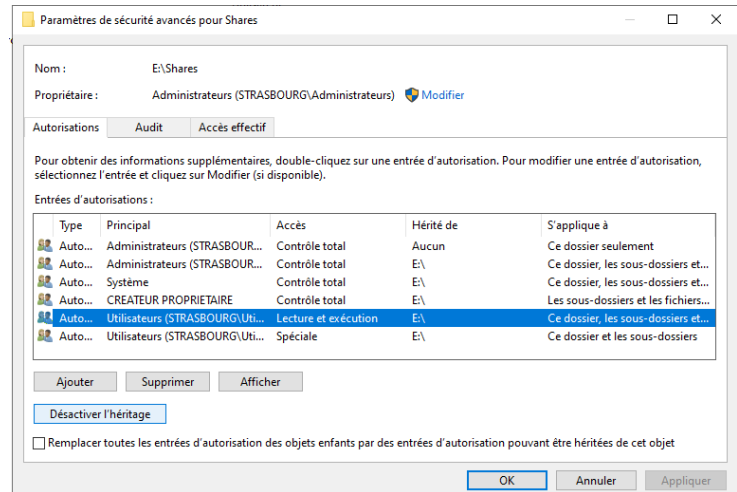 Paramètres de sécurité avancés pour Shares
Nom : E:\Shares
Propriétaire : Administrateurs (STRASBOURG\Administrateurs) Modifier
Autorisations Audit Accès effectif
Pour obtenir des informations supplémentaires, double-cliquez sur une entrée d'autorisation. Pour modifier une entrée d'autorisation,
sélectionnez l'entrée et cliquez sur Modifier (si disponible).
Entrées d'autorisations :
Type Principal Accès Hérité de S'applique à
Auto... Administrateurs (STRASBOUR... Contrôle total Aucun Ce dossier seulement
Auto... Administrateurs (STRASBOUR... Contrôle total E:\ Ce dossier, les sous-dossiers et...
Auto... Système Contrôle total E:\ Ce dossier, les sous-dossiers et...
Auto... CREATEUR PROPRIETAIRE Contrôle total E:\ Les sous-dossiers et les fichiers...
Auto... Utilisateurs (STRASBOURG\Uti... Lecture et exécution E:\ Ce dossier, les sous-dossiers et...
Auto... Utilisateurs (STRASBOURG\Uti... Spéciale E:\ Ce dossier et les sous-dossiers
Ajouter Supprimer Afficher
Désactiver l'héritage
Remplacer toutes les entrées d'autorisation des objets enfants par des entrées d'autorisation pouvant être héritées de cet objet
OK Annuler Appliquer